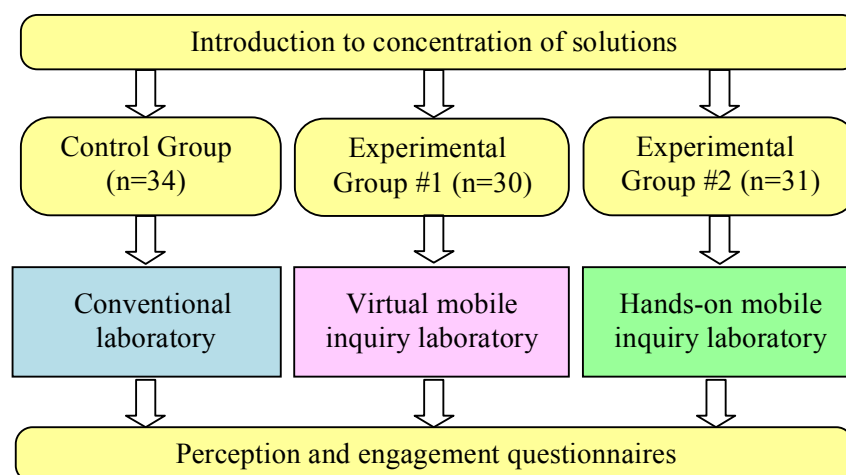 Introduction to concentration of solutions
Control Group
(n=34)
Experimental
Group #1 (n=30)
Experimental
Group #2 (n=31)
Conventional
laboratory
Virtual mobile
inquiry laboratory
Hands-on mobile
inquiry laboratory
Perception and engagement questionnaires